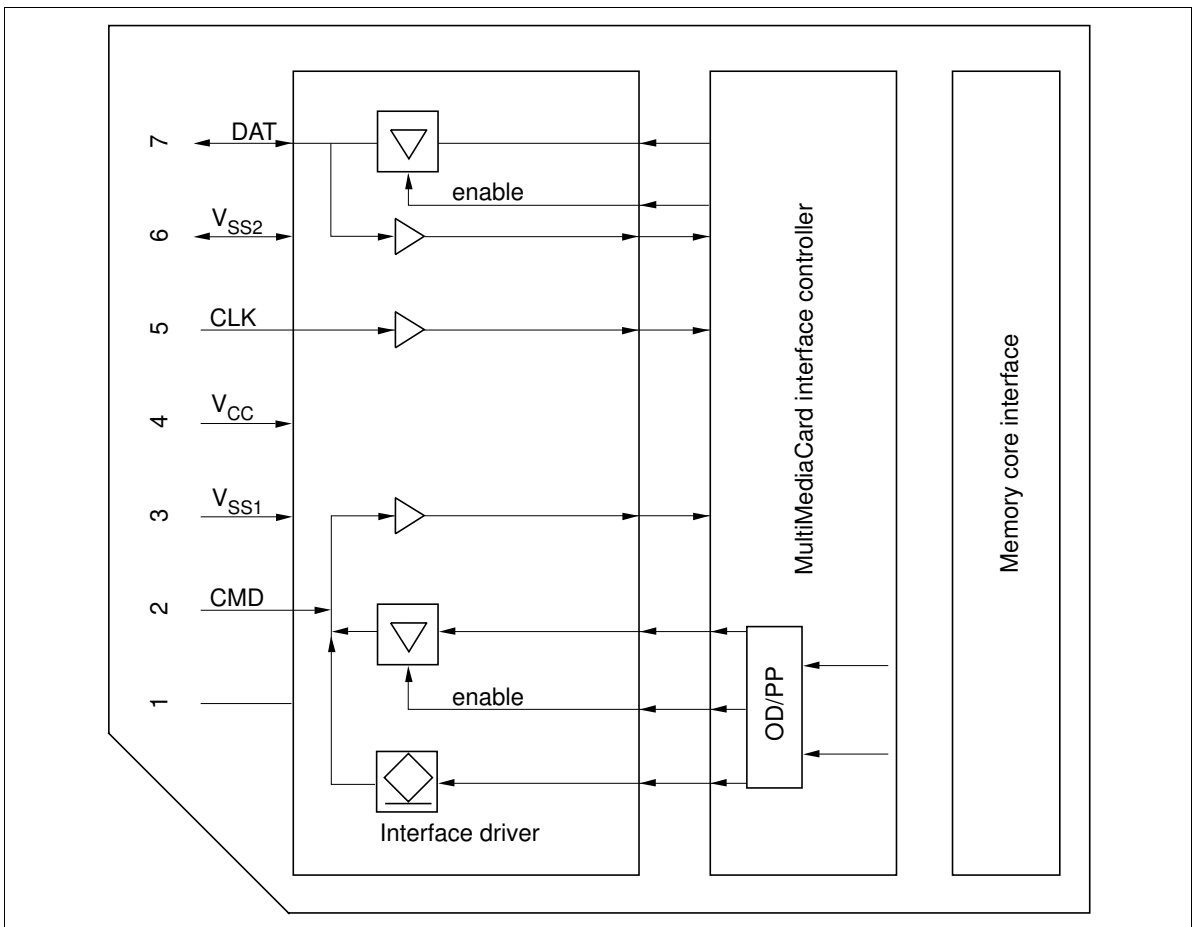 7 DAT
enable
6 VSS2
5 CLK
4 VCC
3 VSS1
2 CMD
enable
1
Interface driver
OD/PP
MultiMediaCard interface controller
Memory core interface